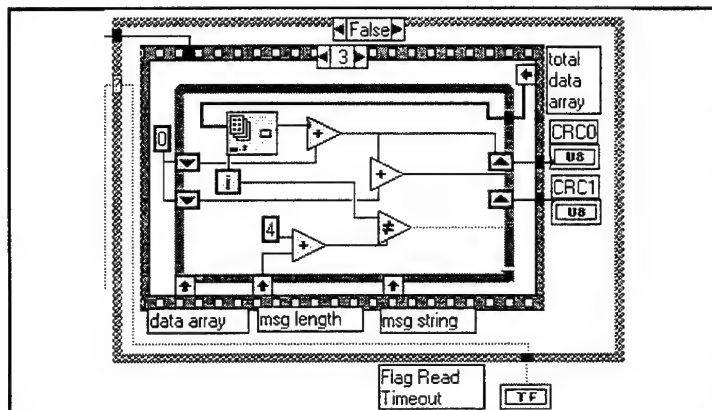 False
3
total
data
array
0
CRC0
U8
i
CRC1
U8
4
+
+
+
≠
data array
msg length
msg string
Flag Read
Timeout
TF